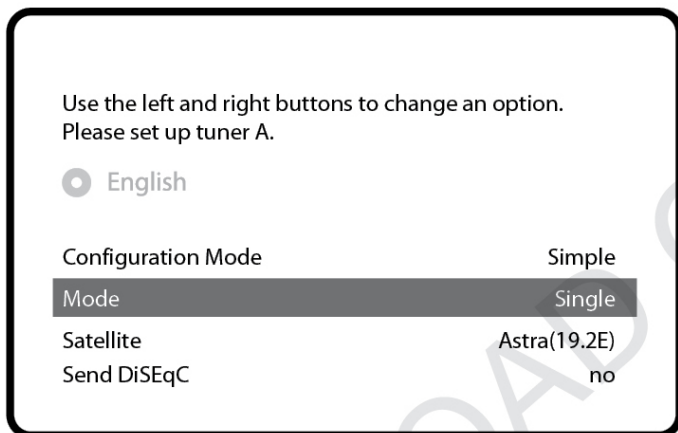 Use the left and right buttons to change an option.
Please set up tuner A.
English
Configuration Mode Simple
Mode Single
Satellite Astra(19.2E)
Send DiSEqC no